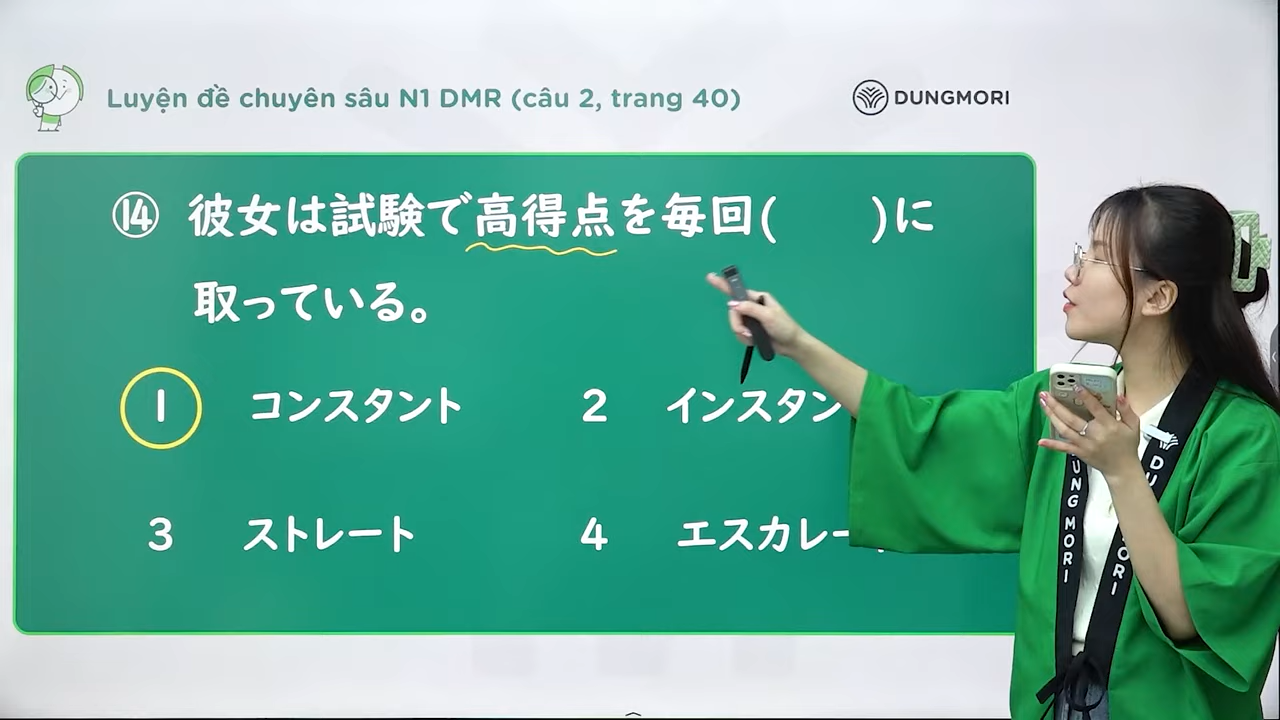 Luyện đề chuyên sâu N1 DMR (câu 2, trang 40)
DUNGMORI
⑭ 彼女は試験で高得点を毎回( )に
取っている。
1 コンスタント
2 インスタン
3 ストレート
4 エスカレー
DUNG MORI